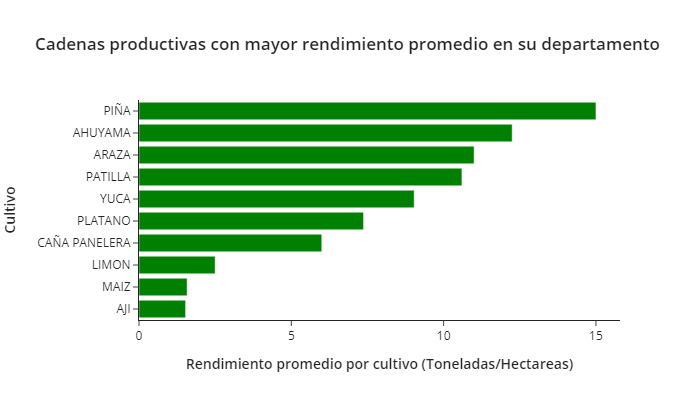 Cadenas productivas con mayor rendimiento promedio en su departamento
Cultivo
PIÑA
AHUYAMA
ARAZA
PATILLA
YUCA
PLATANO
CAÑA PANELERA
LIMON
MAIZ
AJI
0 5 10 15
Rendimiento promedio por cultivo (Toneladas/Hectareas)